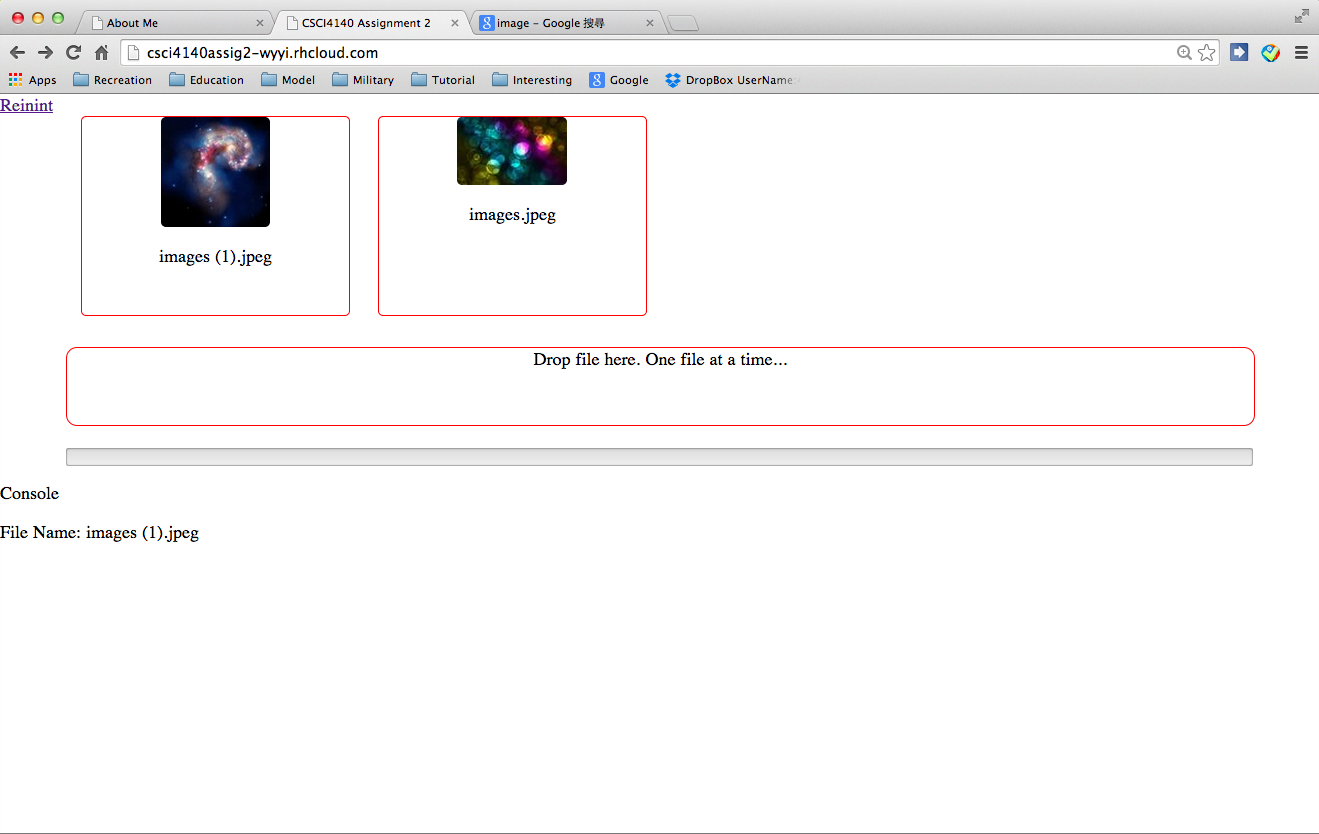 About Me
CSCI4140 Assignment 2
image - Google 搜尋
csci4140assig2-wyyi.rhcloud.com
Apps Recreation Education Model Military Tutorial Interesting Google DropBox UserName:
Reinint
images (1).jpeg
images.jpeg
Drop file here. One file at a time...
Console
File Name: images (1).jpeg